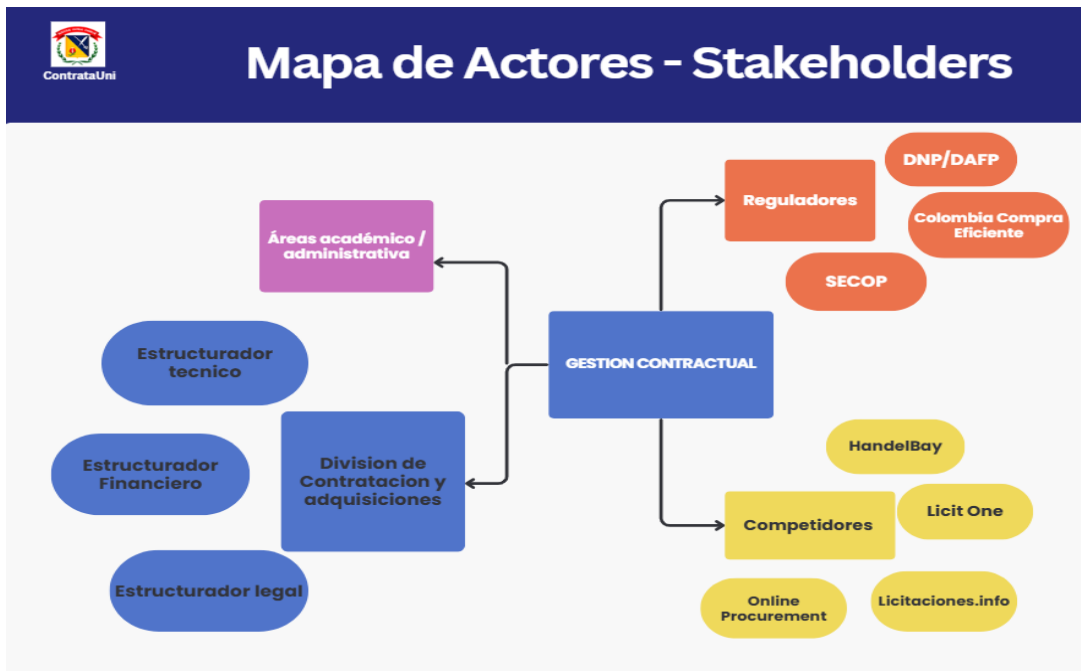 ContrataUni
Mapa de Actores - Stakeholders
Áreas académico /
administrativa
Estructurador
tecnico
Estructurador
Financiero
Estructurador legal
Division de
Contratacion y
adquisiciones
GESTION CONTRACTUAL
Reguladores
DNP/DAFP
Colombia Compra
Eficiente
SECOP
Competidores
HandelBay
Licit One
Licitaciones.info
Online
Procurement